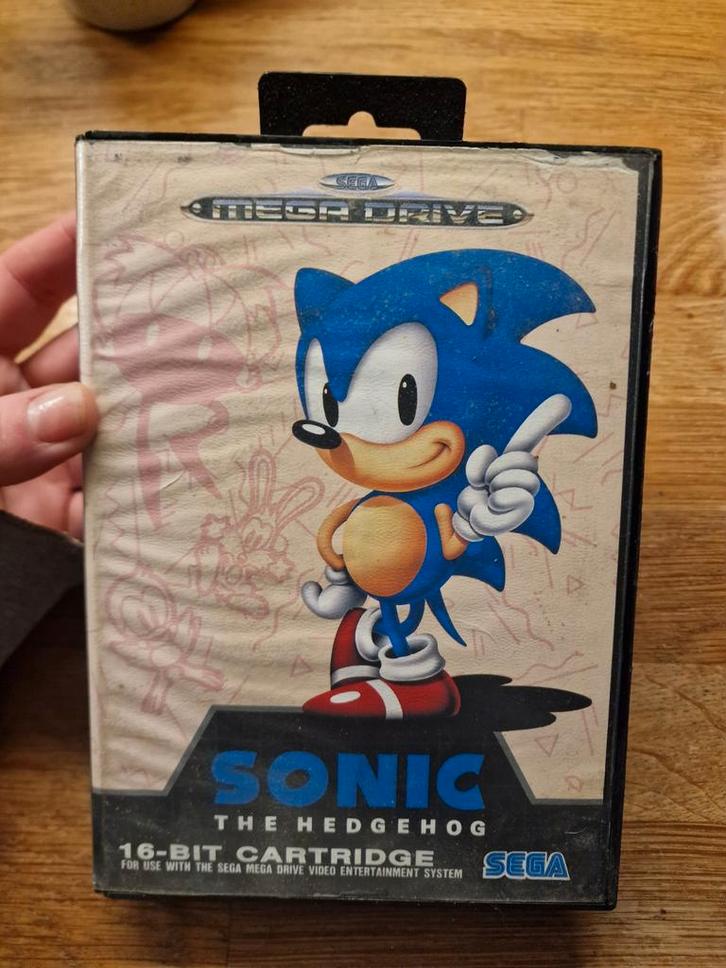 SEGA
MEGA DRIVE
SONIC
THE HEDGEHOG
16-BIT CARTRIDGE
FOR USE WITH THE SEGA MEGA DRIVE VIDEO ENTERTAINMENT SYSTEM
SEGA